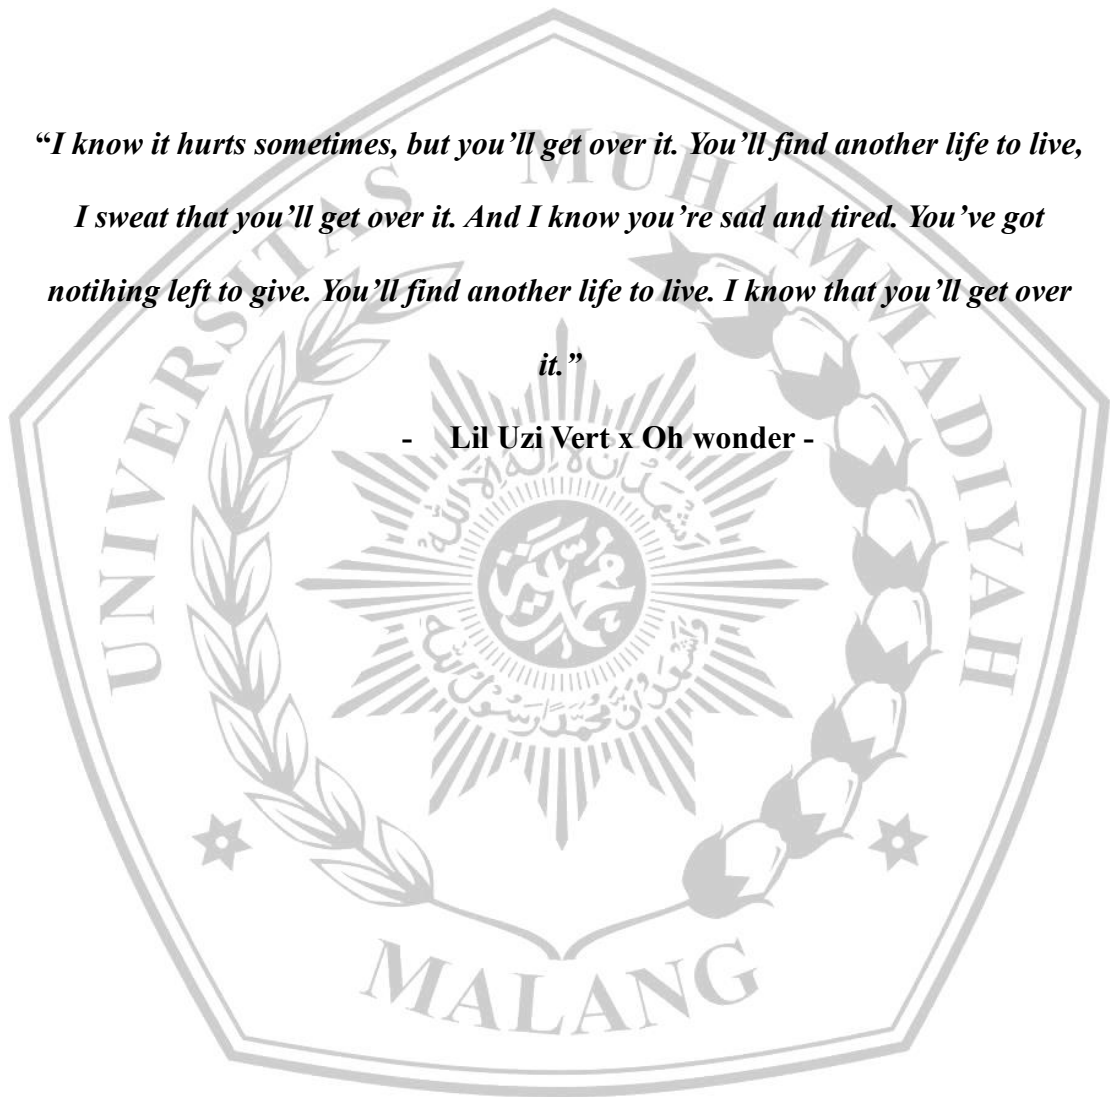 “I know it hurts sometimes, but you’ll get over it. You’ll find another life to live,
I sweat that you’ll get over it. And I know you’re sad and tired. You’ve got
notihing left to give. You’ll find another life to live. I know that you’ll get over
it.”
- Lil Uzi Vert x Oh wonder -
UNIVERSITAS MUHAMMADIYAH
MALANG